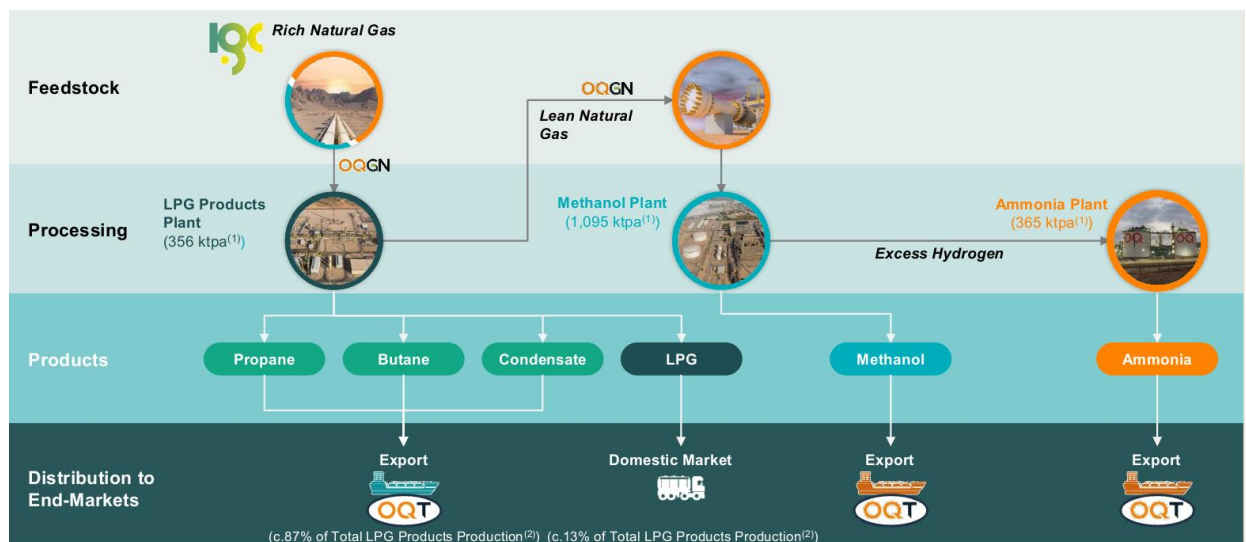 IGC
Rich Natural Gas
Feedstock
OQGN
Lean Natural
Gas
OQGN
LPG Products
Plant
(356 ktpa(1))
Processing
Methanol Plant
(1,095 ktpa(1))
Ammonia Plant
(365 ktpa(1))
Excess Hydrogen
Products
Propane
Butane
Condensate
LPG
Methanol
Ammonia
Distribution to
End-Markets
Export
OQT
(c.87% of Total LPG Products Production(2))
Domestic Market
(c.13% of Total LPG Products Production(2))
Export
OQT
Export
OQT